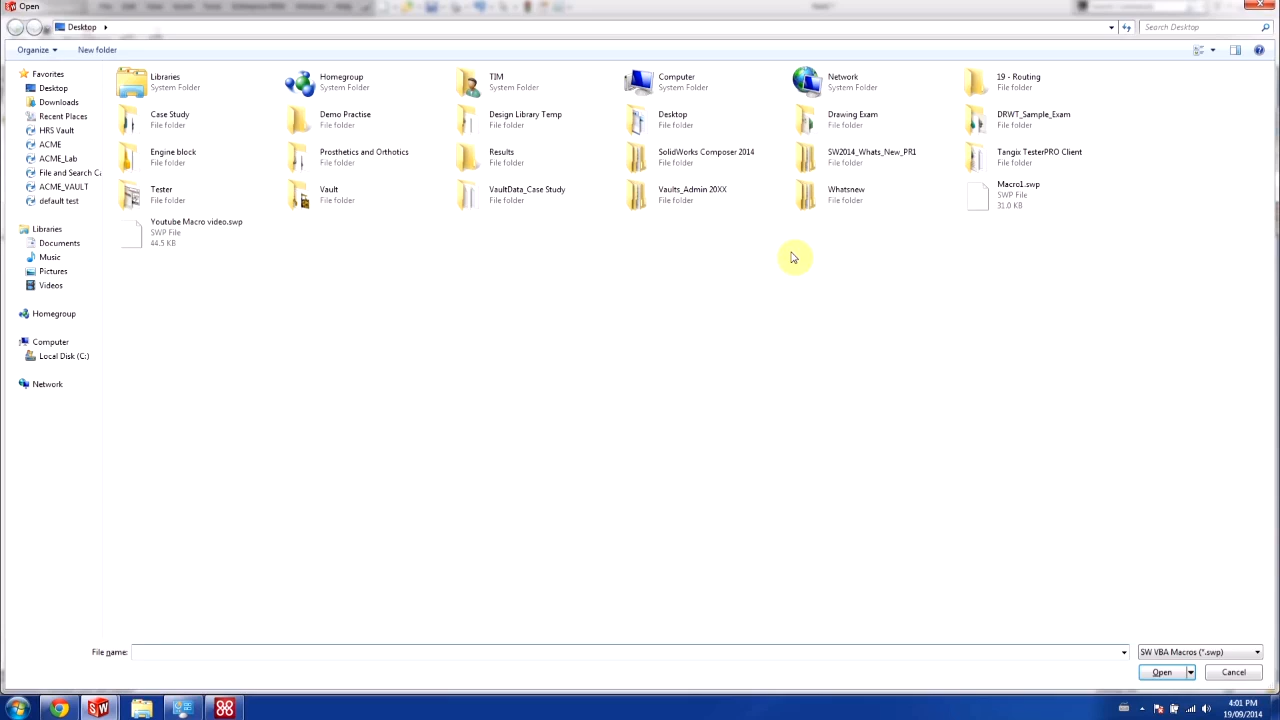 Open
Desktop
Search Desktop
Organize
New folder
Favorites
Desktop
Downloads
Recent Places
HRS Vault
ACME
ACME_Lab
File and Search Ca
ACME_VAULT
default test
Libraries
Documents
Music
Pictures
Videos
Homegroup
Computer
Local Disk (C:)
Network
Libraries
System Folder
Homegroup
System Folder
TIM
System Folder
Computer
System Folder
Network
System Folder
19 - Routing
File folder
Case Study
File folder
Demo Practise
File folder
Design Library Temp
File folder
Desktop
File folder
Drawing Exam
File folder
DRWT_Sample_Exam
File folder
Engine block
File folder
Prosthetics and Orthotics
File folder
Results
File folder
SolidWorks Composer 2014
File folder
SW2014_Whats_New_PR1
File folder
Tangix TesterPRO Client
File folder
Tester
File folder
Vault
File folder
VaultData_Case Study
File folder
Vaults_Admin 20XX
File folder
Whatsnew
File folder
Macro1.swp
SWP File
31.0 KB
Youtube Macro video.swp
SWP File
44.5 KB
File name:
SW VBA Macros (*.swp)
Open
Cancel
4:01 PM
19/09/2014